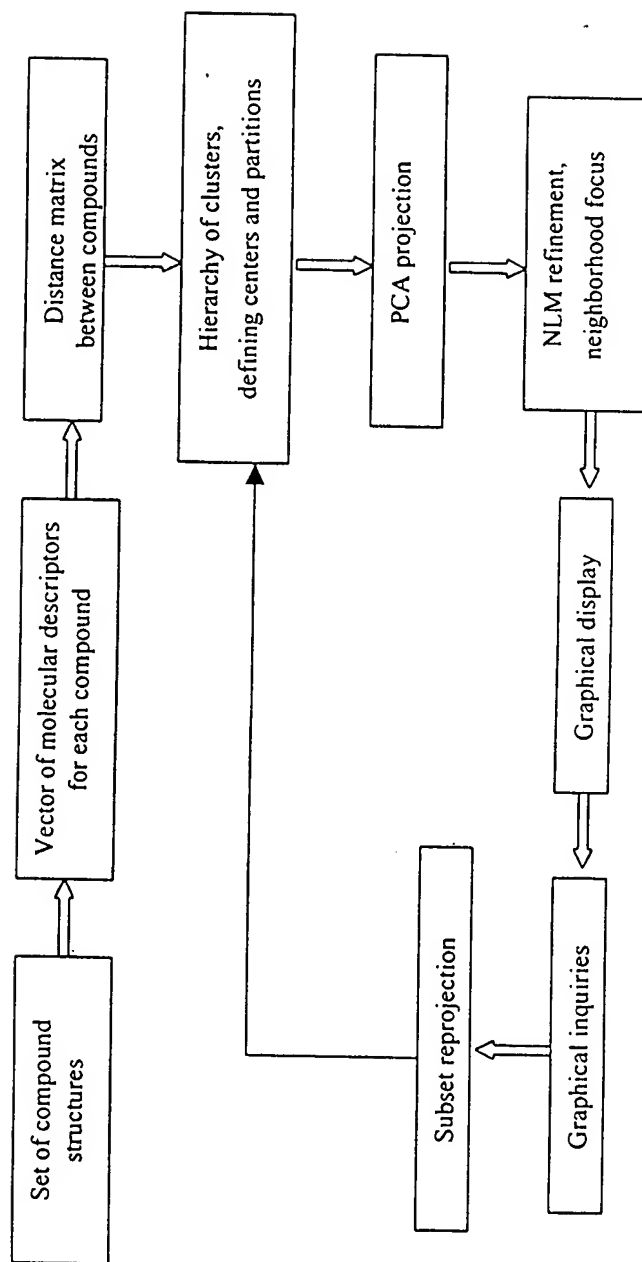 Set of compound
structures
Vector of molecular descriptors
for each compound
Distance matrix
between compounds
Hierarchy of clusters,
defining centers and partitions
PCA projection
NLM refinement,
neighborhood focus
Graphical display
Graphical inquiries
Subset reprojection